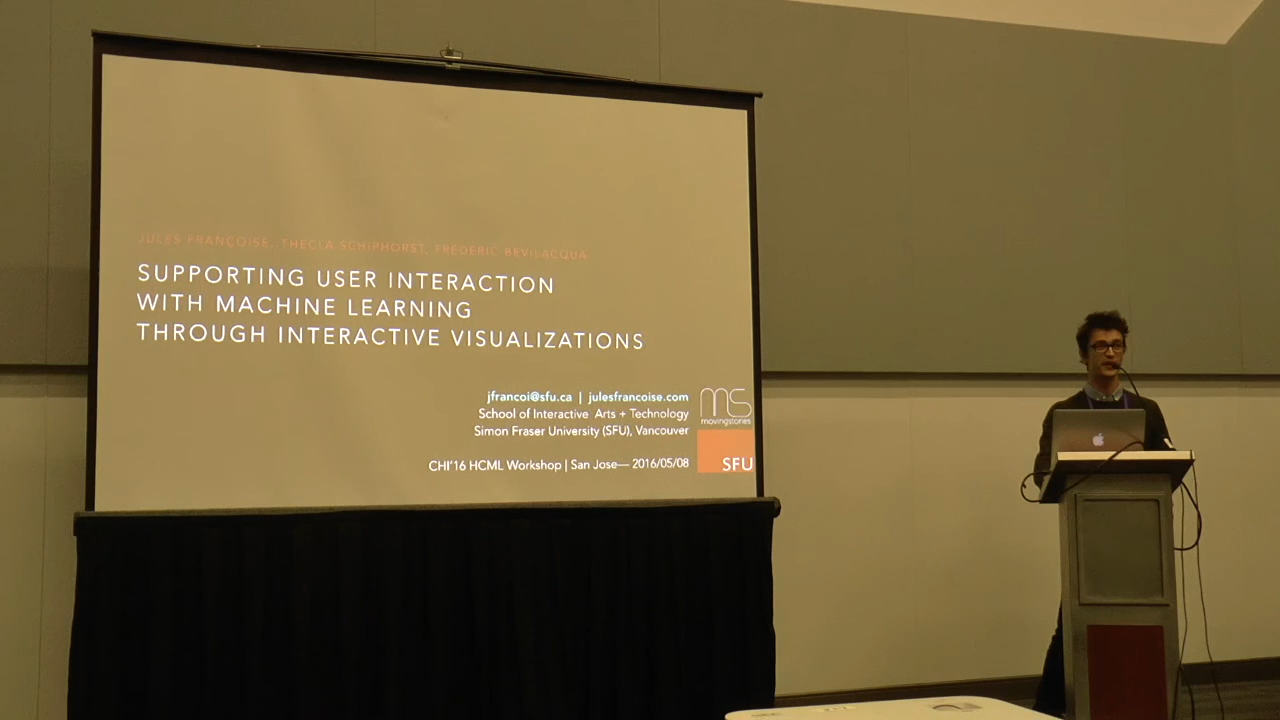 JULES FRANÇOISE, THECLA SCHIPHORST, FRÉDÉRIC BEVILACQUA
SUPPORTING USER INTERACTION
WITH MACHINE LEARNING
THROUGH INTERACTIVE VISUALIZATIONS
jfrancoi@sfu.ca | julesfrancoise.com
School of Interactive Arts + Technology
Simon Fraser University (SFU), Vancouver
CHI'16 HCML Workshop | San Jose— 2016/05/08
ms
movingstories
SFU